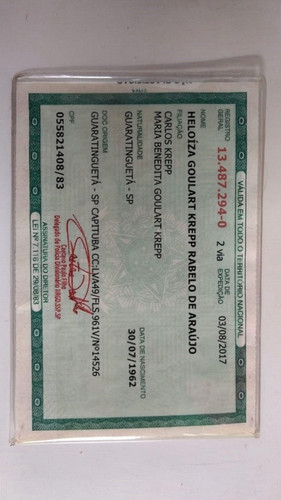 VÁLIDA EM TODO O TERRITÓRIO NACIONAL
REGISTRO GERAL 13.487.294-0 2 via DATA DE EXPEDIÇÃO 03/08/2017
NOME
HELOÍZA GOULART KREPP RABELO DE ARAÚJO
FILIAÇÃO
CARLOS KREPP
MARIA BENEDITA GOULART KREPP
NATURALIDADE DATA DE NASCIMENTO
GUARATINGUETÁ - SP 30/07/1962
DOC ORIGEM
GUARATINGUETÁ - SP CAPITUBA CC:LVA49/FLS.961V/Nº14526
CPF
055821408/83
ASSINATURA DO DIRETOR
LEI Nº 7.116 DE 29/08/83